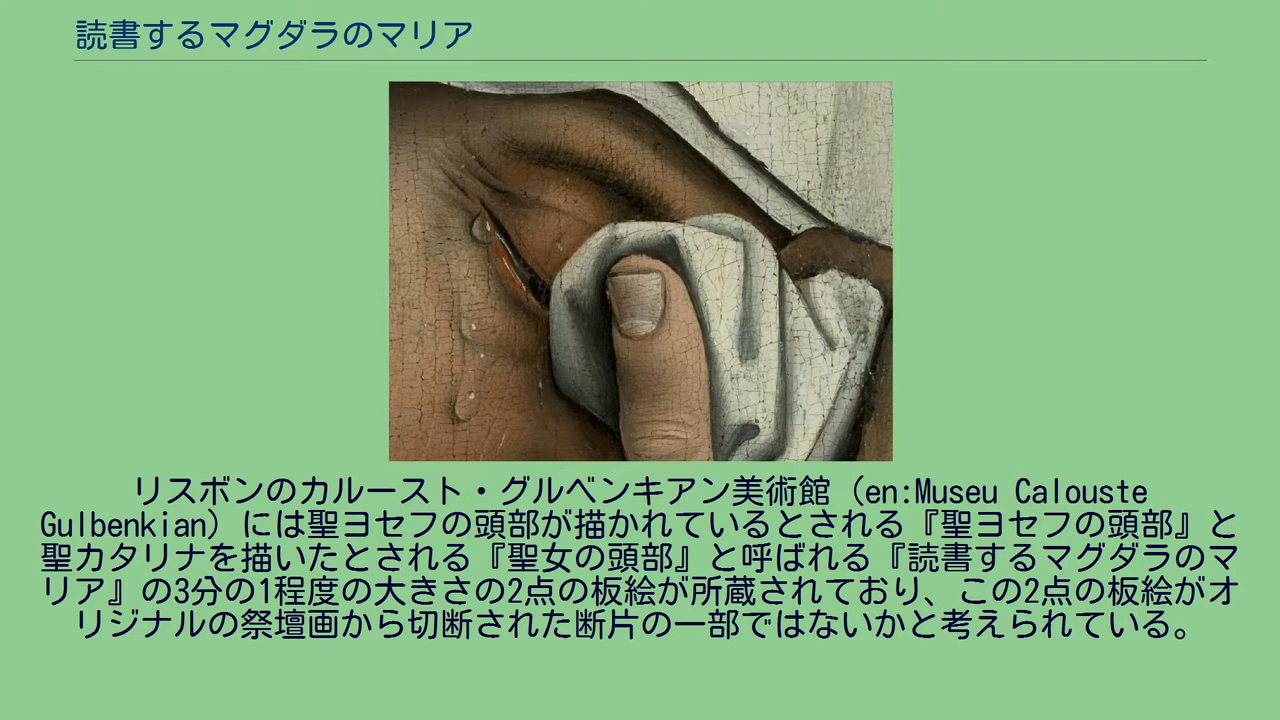 読書するマグダラのマリア
リスボンのカルースト・グルベンキアン美術館（en:Museu Calouste
Gulbenkian）には聖ヨセフの頭部が描かれているとされる『聖ヨセフの頭部』と
聖カタリナを描いたとされる『聖女の頭部』と呼ばれる『読書するマグダラのマ
リア』の3分の1程度の大きさの2点の板絵が所蔵されており、この2点の板絵がオ
リジナルの祭壇画から切断された断片の一部ではないかと考えられている。